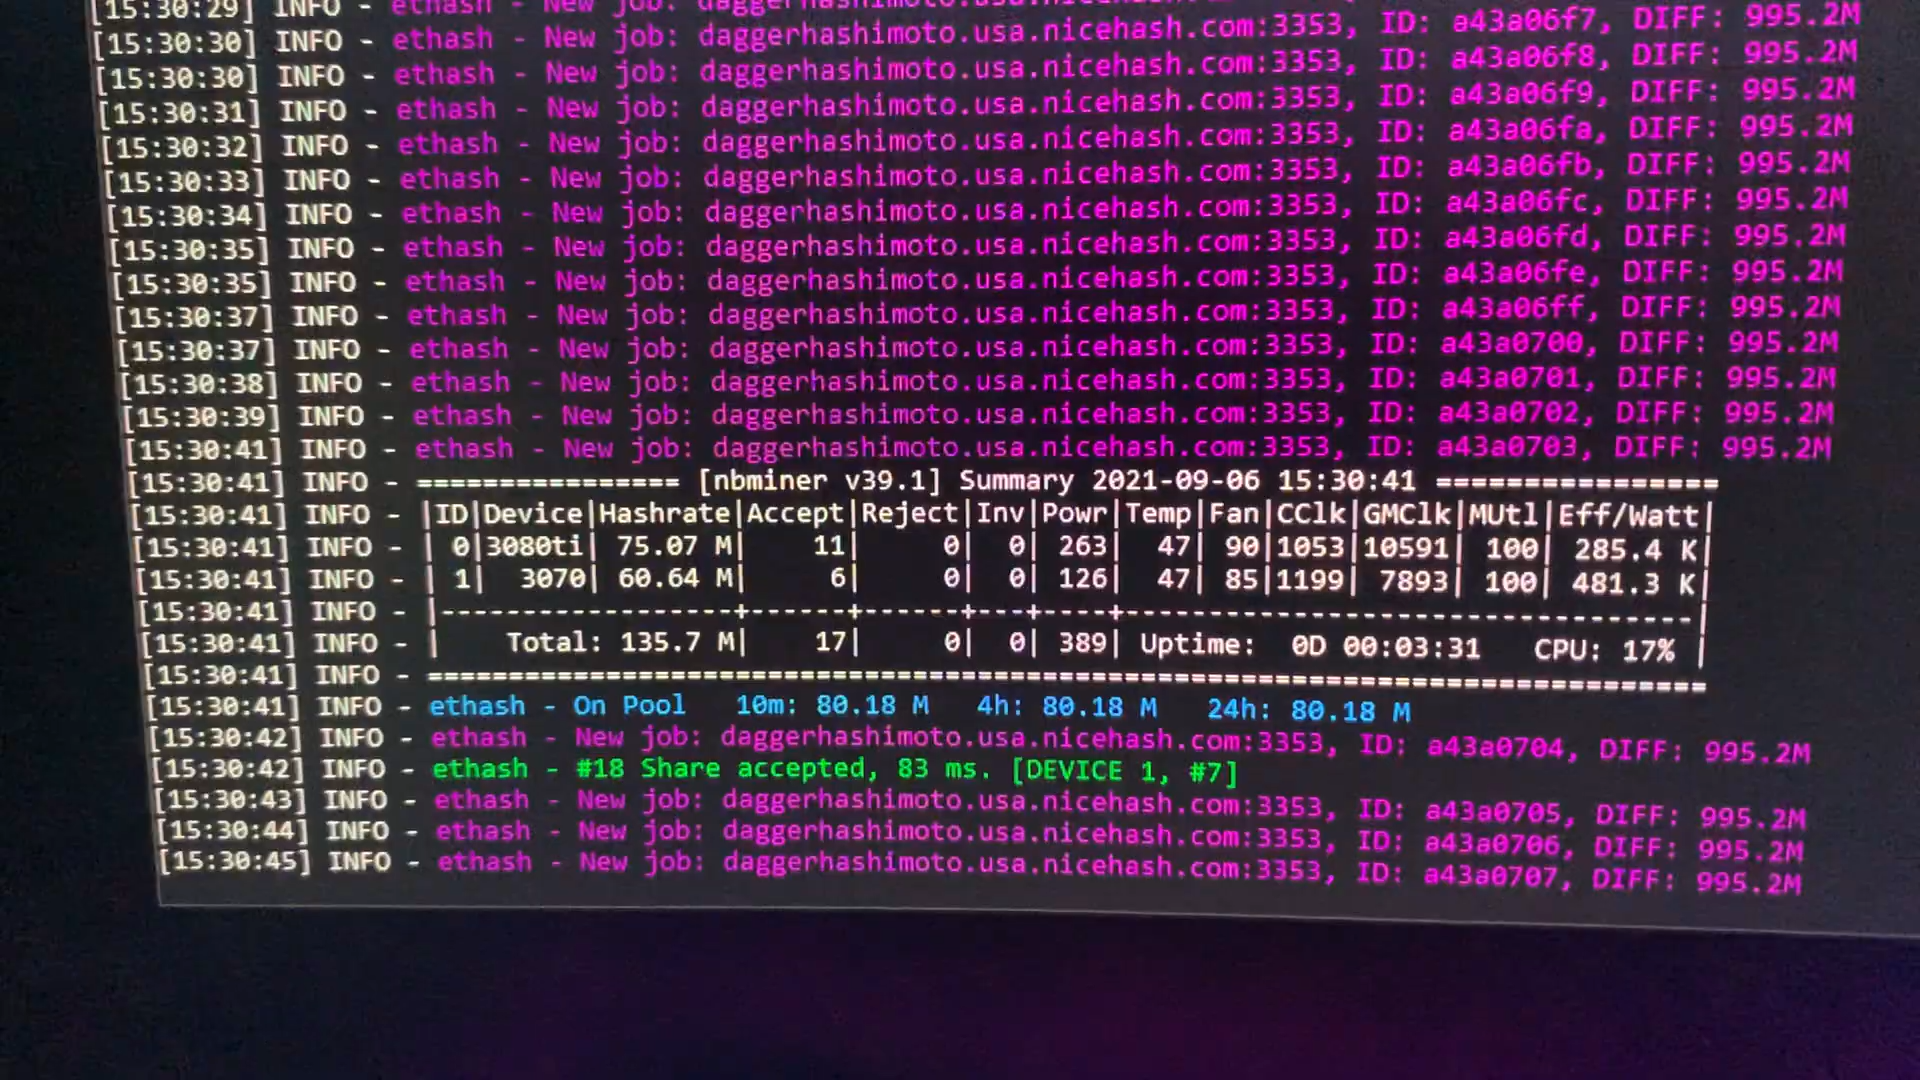 [15:30:29] INFO - ethash - New job: daggerhashimoto.usa.nicehash.com:3353, ID: a43a06f7, DIFF: 995.2M
[15:30:30] INFO - ethash - New job: daggerhashimoto.usa.nicehash.com:3353, ID: a43a06f8, DIFF: 995.2M
[15:30:30] INFO - ethash - New job: daggerhashimoto.usa.nicehash.com:3353, ID: a43a06f9, DIFF: 995.2M
[15:30:31] INFO - ethash - New job: daggerhashimoto.usa.nicehash.com:3353, ID: a43a06fa, DIFF: 995.2M
[15:30:32] INFO - ethash - New job: daggerhashimoto.usa.nicehash.com:3353, ID: a43a06fb, DIFF: 995.2M
[15:30:33] INFO - ethash - New job: daggerhashimoto.usa.nicehash.com:3353, ID: a43a06fc, DIFF: 995.2M
[15:30:34] INFO - ethash - New job: daggerhashimoto.usa.nicehash.com:3353, ID: a43a06fd, DIFF: 995.2M
[15:30:35] INFO - ethash - New job: daggerhashimoto.usa.nicehash.com:3353, ID: a43a06fe, DIFF: 995.2M
[15:30:35] INFO - ethash - New job: daggerhashimoto.usa.nicehash.com:3353, ID: a43a06ff, DIFF: 995.2M
[15:30:37] INFO - ethash - New job: daggerhashimoto.usa.nicehash.com:3353, ID: a43a0700, DIFF: 995.2M
[15:30:37] INFO - ethash - New job: daggerhashimoto.usa.nicehash.com:3353, ID: a43a0701, DIFF: 995.2M
[15:30:38] INFO - ethash - New job: daggerhashimoto.usa.nicehash.com:3353, ID: a43a0702, DIFF: 995.2M
[15:30:39] INFO - ethash - New job: daggerhashimoto.usa.nicehash.com:3353, ID: a43a0703, DIFF: 995.2M
[15:30:41] INFO - ethash - New job: daggerhashimoto.usa.nicehash.com:3353,
[15:30:41] INFO - ================ [nbminer v39.1] Summary 2021-09-06 15:30:41 ================
[15:30:41] INFO - |ID|Device|Hashrate|Accept|Reject|Inv|Powr|Temp|Fan|CClk|GMClk|MUtl|Eff/Watt|
[15:30:41] INFO - | 0|3080ti| 75.07 M| 11| 0| 0| 263| 47| 90|1053|10591| 100| 285.4 K|
[15:30:41] INFO - | 1| 3070| 60.64 M| 6| 0| 0| 126| 47| 85|1199| 7893| 100| 481.3 K|
[15:30:41] INFO - |------------------+------+------+---+----+----------------------------------|
[15:30:41] INFO - | Total: 135.7 M| 17| 0| 0| 389| Uptime: 0D 00:03:31 CPU: 17% |
[15:30:41] INFO - ==============================================================================
[15:30:41] INFO - ethash - On Pool 10m: 80.18 M 4h: 80.18 M 24h: 80.18 M
[15:30:42] INFO - ethash - New job: daggerhashimoto.usa.nicehash.com:3353, ID: a43a0704, DIFF: 995.2M
[15:30:42] INFO - ethash - #18 Share accepted, 83 ms. [DEVICE 1, #7]
[15:30:43] INFO - ethash - New job: daggerhashimoto.usa.nicehash.com:3353, ID: a43a0705, DIFF: 995.2M
[15:30:44] INFO - ethash - New job: daggerhashimoto.usa.nicehash.com:3353, ID: a43a0706, DIFF: 995.2M
[15:30:45] INFO - ethash - New job: daggerhashimoto.usa.nicehash.com:3353, ID: a43a0707, DIFF: 995.2M